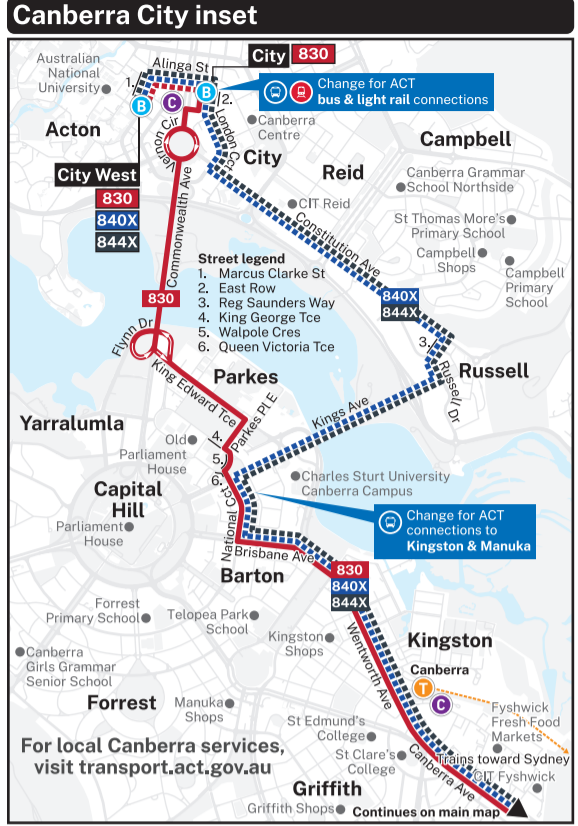 Canberra City inset
City 830
Australian
National
University
Alinga St
1.
B
C
B
2.
Change for ACT
bus & light rail connections
Acton
Vernon Cir
London Cct
City
Canberra
Centre
Campbell
City West
830
840X
844X
Reid
Canberra Grammar
School Northside
CIT Reid
St Thomas More's
Primary School
Commonwealth Ave
Constitution Ave
Campbell
Shops
Campbell
Primary
School
Street legend
1. Marcus Clarke St
2. East Row
3. Reg Saunders Way
4. King George Tce
5. Walpole Cres
6. Queen Victoria Tce
830
840X
844X
Flynn Dr
3.
Russell Dr
Russell
King Edward Tce
Parkes
Parkes Pl E
Kings Ave
Yarralumla
Old
Parliament
House
4.
5.
6.
Charles Sturt University
Canberra Campus
Capital
Hill
Parliament
House
National Cct
Change for ACT
connections to
Kingston & Manuka
Brisbane Ave
Barton
830
840X
844X
Forrest
Primary School
Telopea Park
School
Kingston
Shops
Wentworth Ave
Kingston
Canberra
T
C
Canberra
Girls Grammar
Senior School
Forrest
Manuka
Shops
Fyshwick
Fresh Food
Markets
St Edmund's
College
Trains toward Sydney
For local Canberra services,
visit transport.act.gov.au
St Clare's
College
Canberra Ave
CIT Fyshwick
Griffith
Griffith Shops
Continues on main map